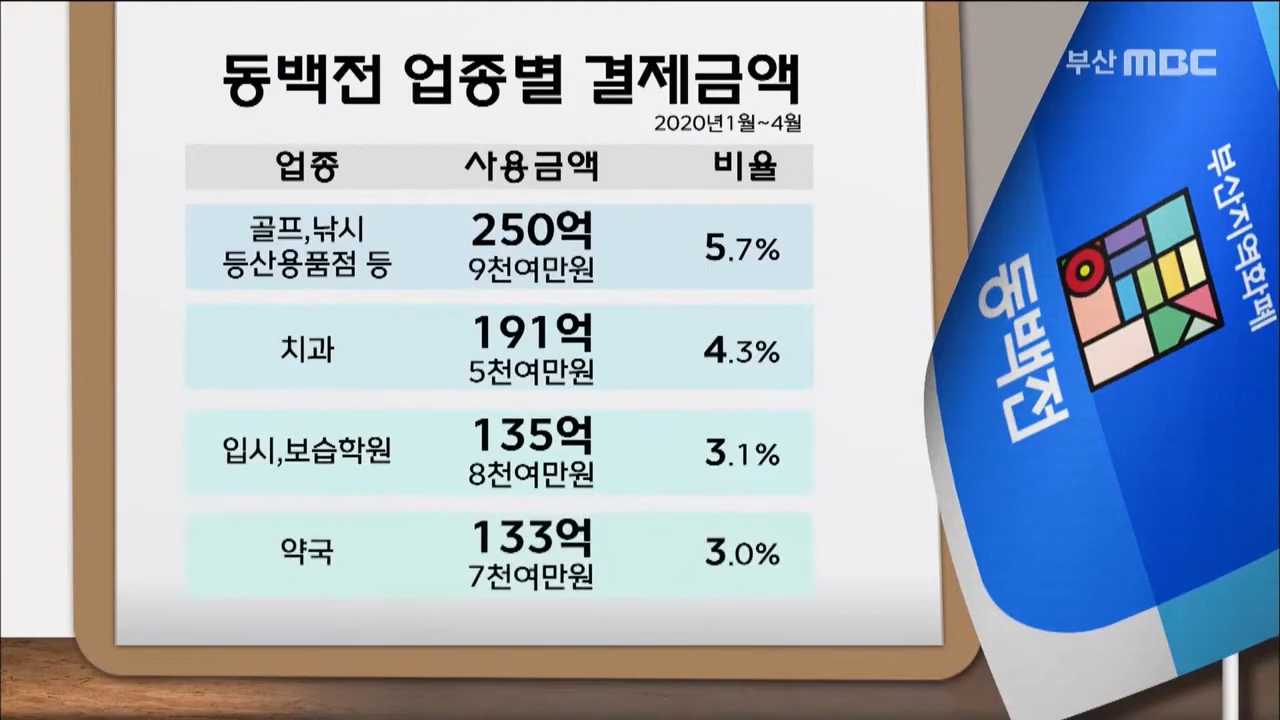 동백전 업종별 결제금액
2020년1월~4월
업종 사용금액 비율
골프,낚시
등산용품점 등
250억
9천여만원
5.7%
치과
191억
5천여만원
4.3%
입시,보습학원
135억
8천여만원
3.1%
약국
133억
7천여만원
3.0%
부산 MBC
부산지역화폐
동백전